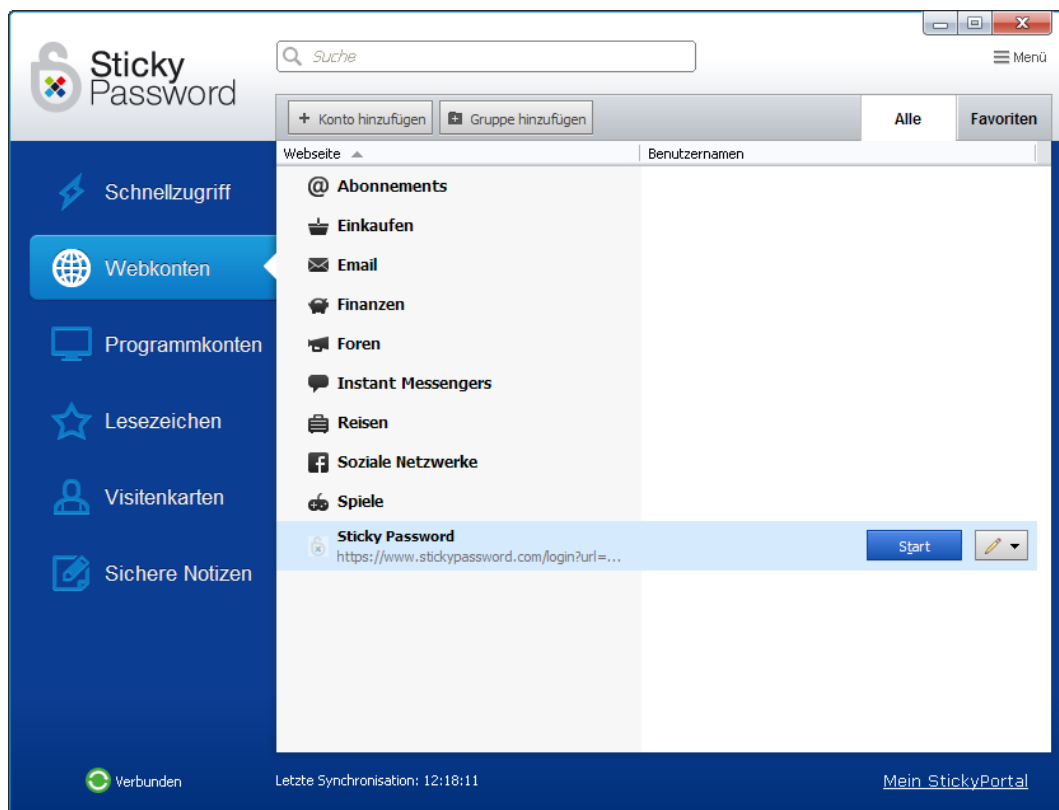 Sticky
Password
Suche
Menü
Konto hinzufügen
Gruppe hinzufügen
Alle
Favoriten
Webseite
Benutzernamen
Schnellzugriff
Webkonten
Programmkonten
Lesezeichen
Visitenkarten
Sichere Notizen
Abonnements
Einkaufen
Email
Finanzen
Foren
Instant Messengers
Reisen
Soziale Netzwerke
Spiele
Sticky Password
https://www.stickypassword.com/login?url=...
Start
Verbunden
Letzte Synchronisation: 12:18:11
Mein StickyPortal